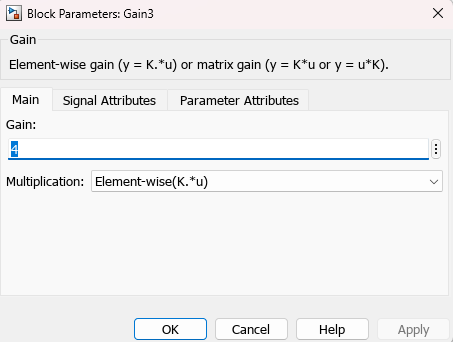 Block Parameters: Gain3
Gain
Element-wise gain (y = K.*u) or matrix gain (y = K*u or y = u*K).
Main Signal Attributes Parameter Attributes
Gain:
4
Multiplication: Element-wise(K.*u)
OK Cancel Help Apply